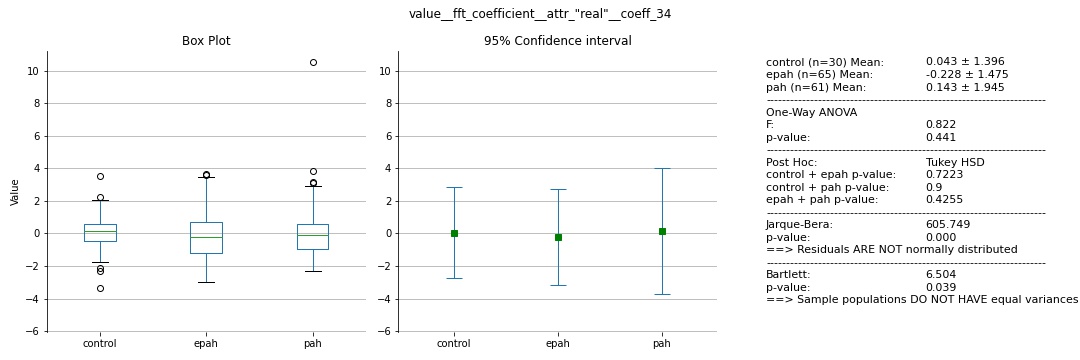 value__fft_coefficient__attr_"real"__coeff_34
Box Plot
95% Confidence interval
Value
10
8
6
4
2
0
−2
−4
−6
control
epah
pah
10
8
6
4
2
0
−2
−4
−6
control
epah
pah
control (n=30) Mean: 0.043 ± 1.396
epah (n=65) Mean: -0.228 ± 1.475
pah (n=61) Mean: 0.143 ± 1.945
One-Way ANOVA
F: 0.822
p-value: 0.441
Post Hoc: Tukey HSD
control + epah p-value: 0.7223
control + pah p-value: 0.9
epah + pah p-value: 0.4255
Jarque-Bera: 605.749
p-value: 0.000
==> Residuals ARE NOT normally distributed
Bartlett: 6.504
p-value: 0.039
==> Sample populations DO NOT HAVE equal variances